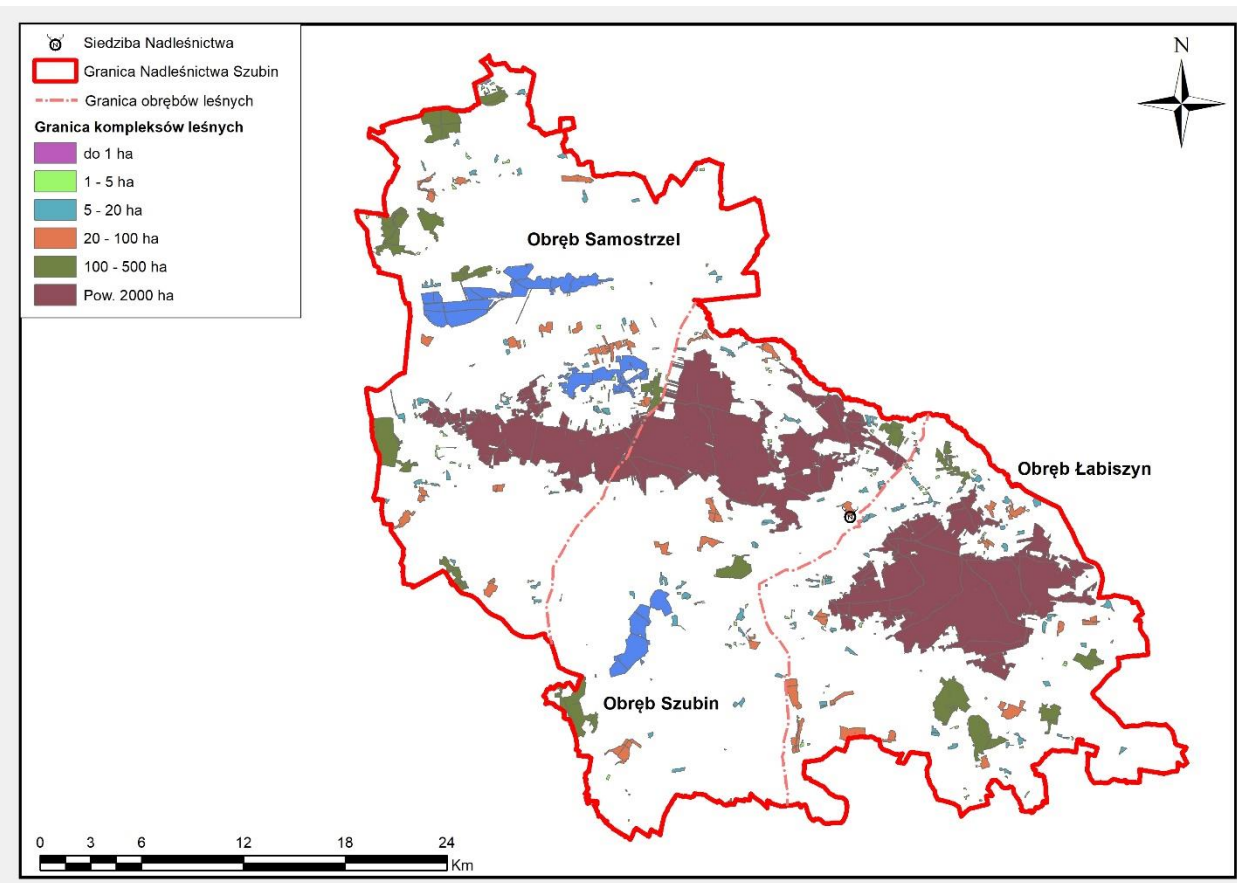 Siedziba Nadleśnictwa
Granica Nadleśnictwa Szubin
Granica obrębów leśnych
Granica kompleksów leśnych
do 1 ha
1 - 5 ha
5 - 20 ha
20 - 100 ha
100 - 500 ha
Pow. 2000 ha
N
Obręb Samostrzel
Obręb Łabiszyn
N
Obręb Szubin
0 3 6 12 18 24
Km